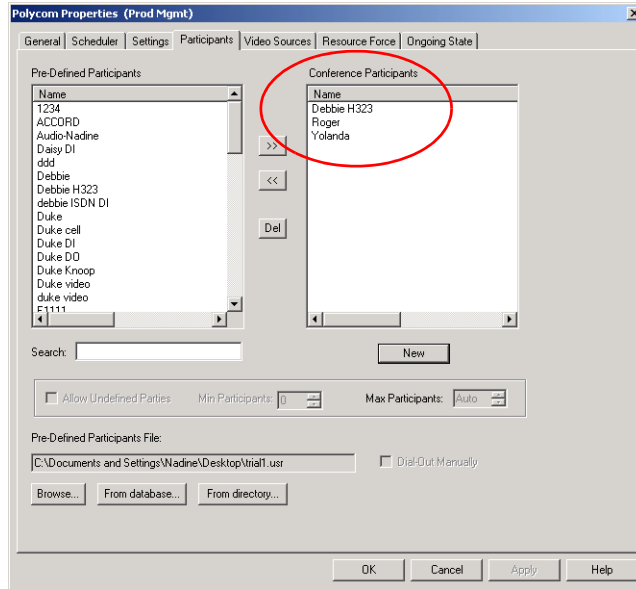 Polycom Properties (Prod Mgmt)
General Scheduler Settings Participants Video Sources Resource Force Ongoing State
Pre-Defined Participants
Name
1234
ACCORD
Audio-Nadine
Daisy DI
ddd
Debbie
Debbie H323
debbie ISDN DI
Duke
Duke cell
Duke DI
Duke DO
Duke Knoop
Duke video
duke video
F1111
>>
<<
Del
Conference Participants
Name
Debbie H323
Roger
Yolanda
Search:
New
Allow Undefined Parties Min Participants: 0 Max Participants: Auto
Pre-Defined Participants File:
C:\Documents and Settings\Nadine\Desktop\trial1.usr Dial-Out Manually
Browse... From database... From directory...
OK Cancel Apply Help